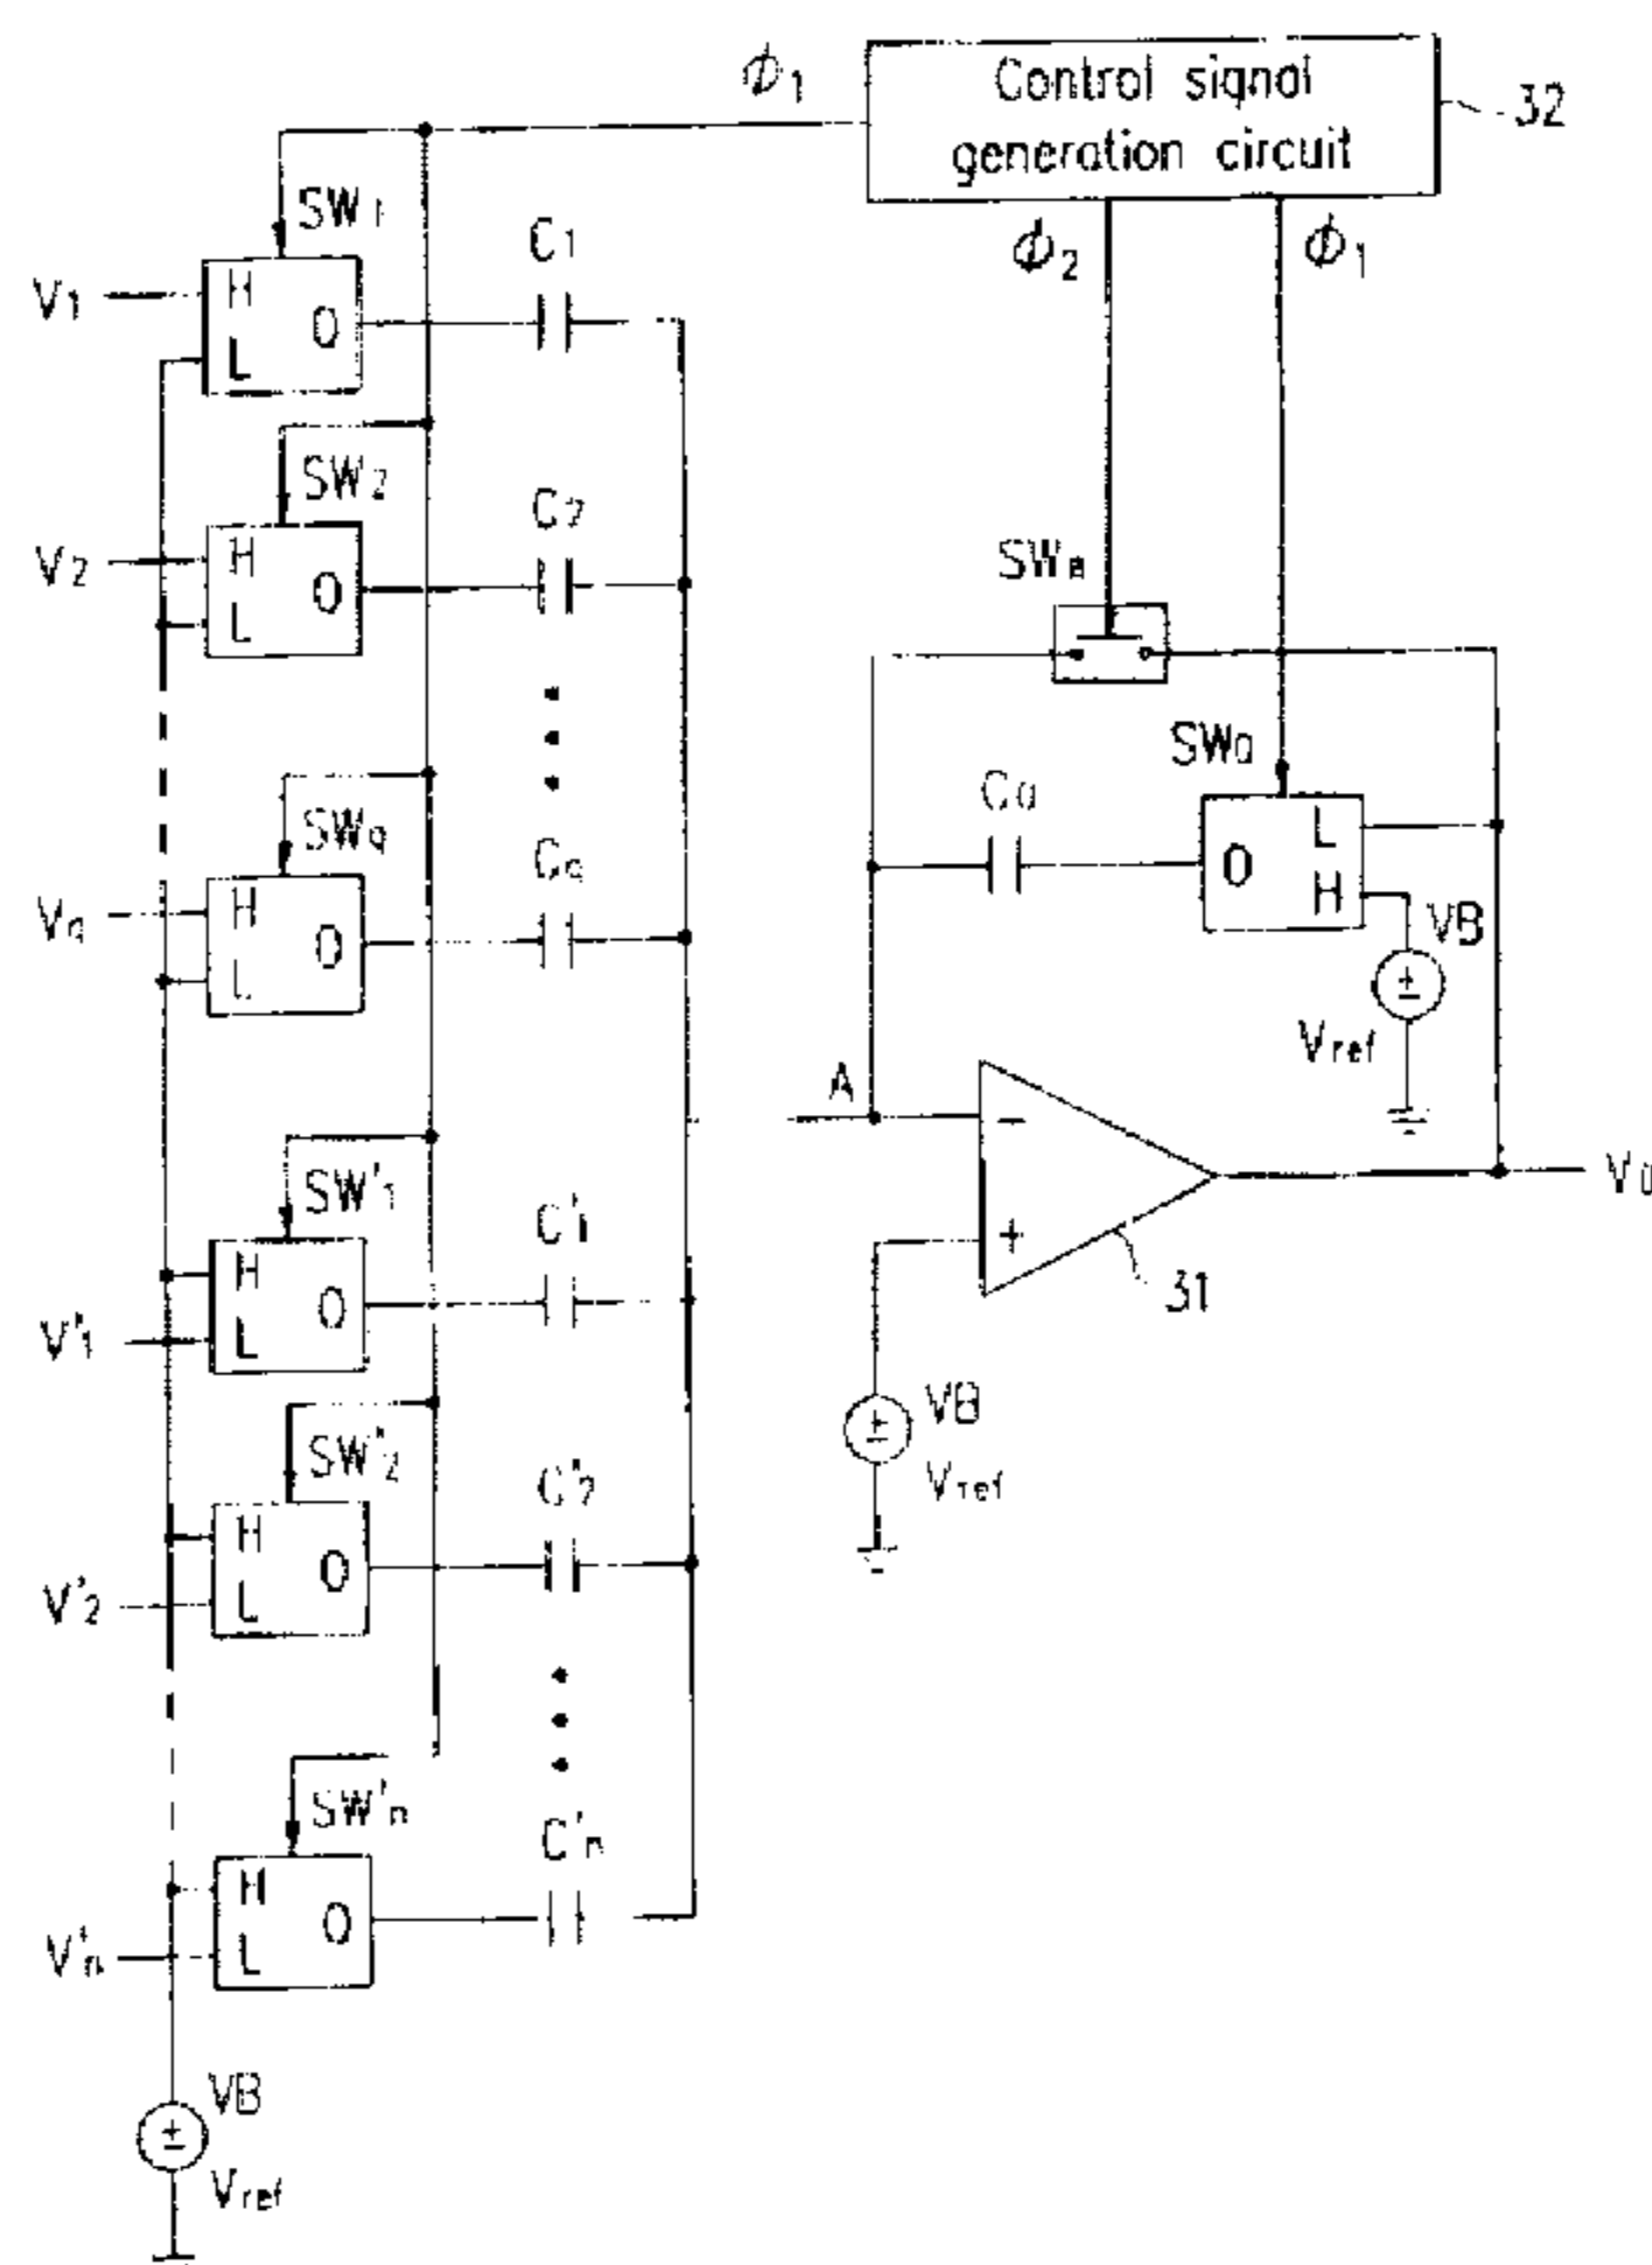 Φ1
Control signal
generation circuit
32
Φ2
Φ1
SW1
C1
V1
H
L
O
SW2
C2
V2
H
L
O
SWe
SWq
Cq
Vq
H
L
O
SW0
C0
L
O
H
VB
Vref
A
−
+
31
V0
SW'1
C'1
V'1
H
L
O
VB
Vref
SW'2
C'2
V'2
H
L
O
SW'n
C'n
V'n
H
L
O
VB
Vref